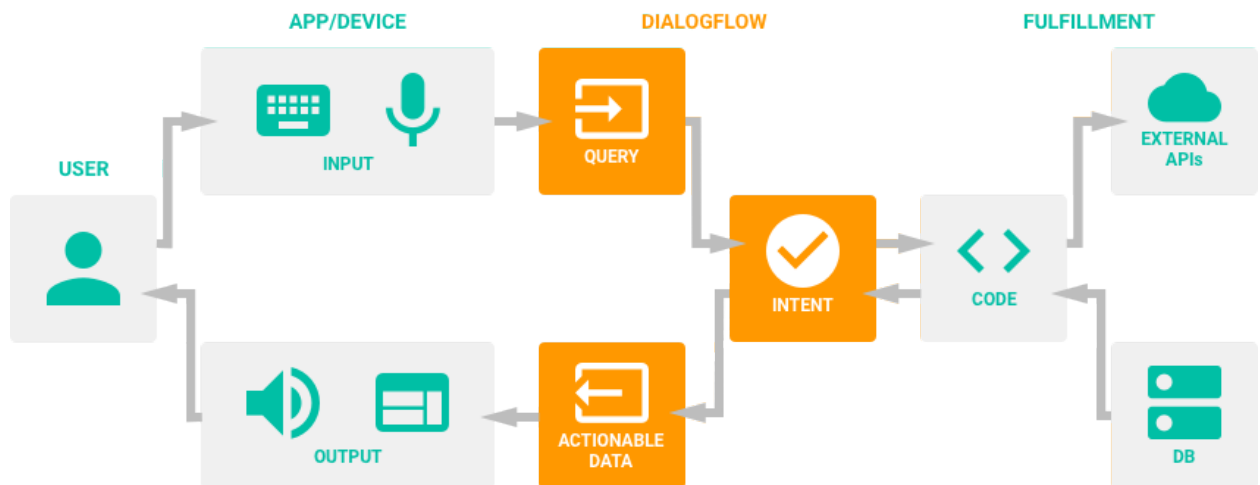 APP/DEVICE
DIALOGFLOW
FULFILLMENT
USER
INPUT
QUERY
EXTERNAL
APIs
INTENT
CODE
OUTPUT
ACTIONABLE
DATA
DB